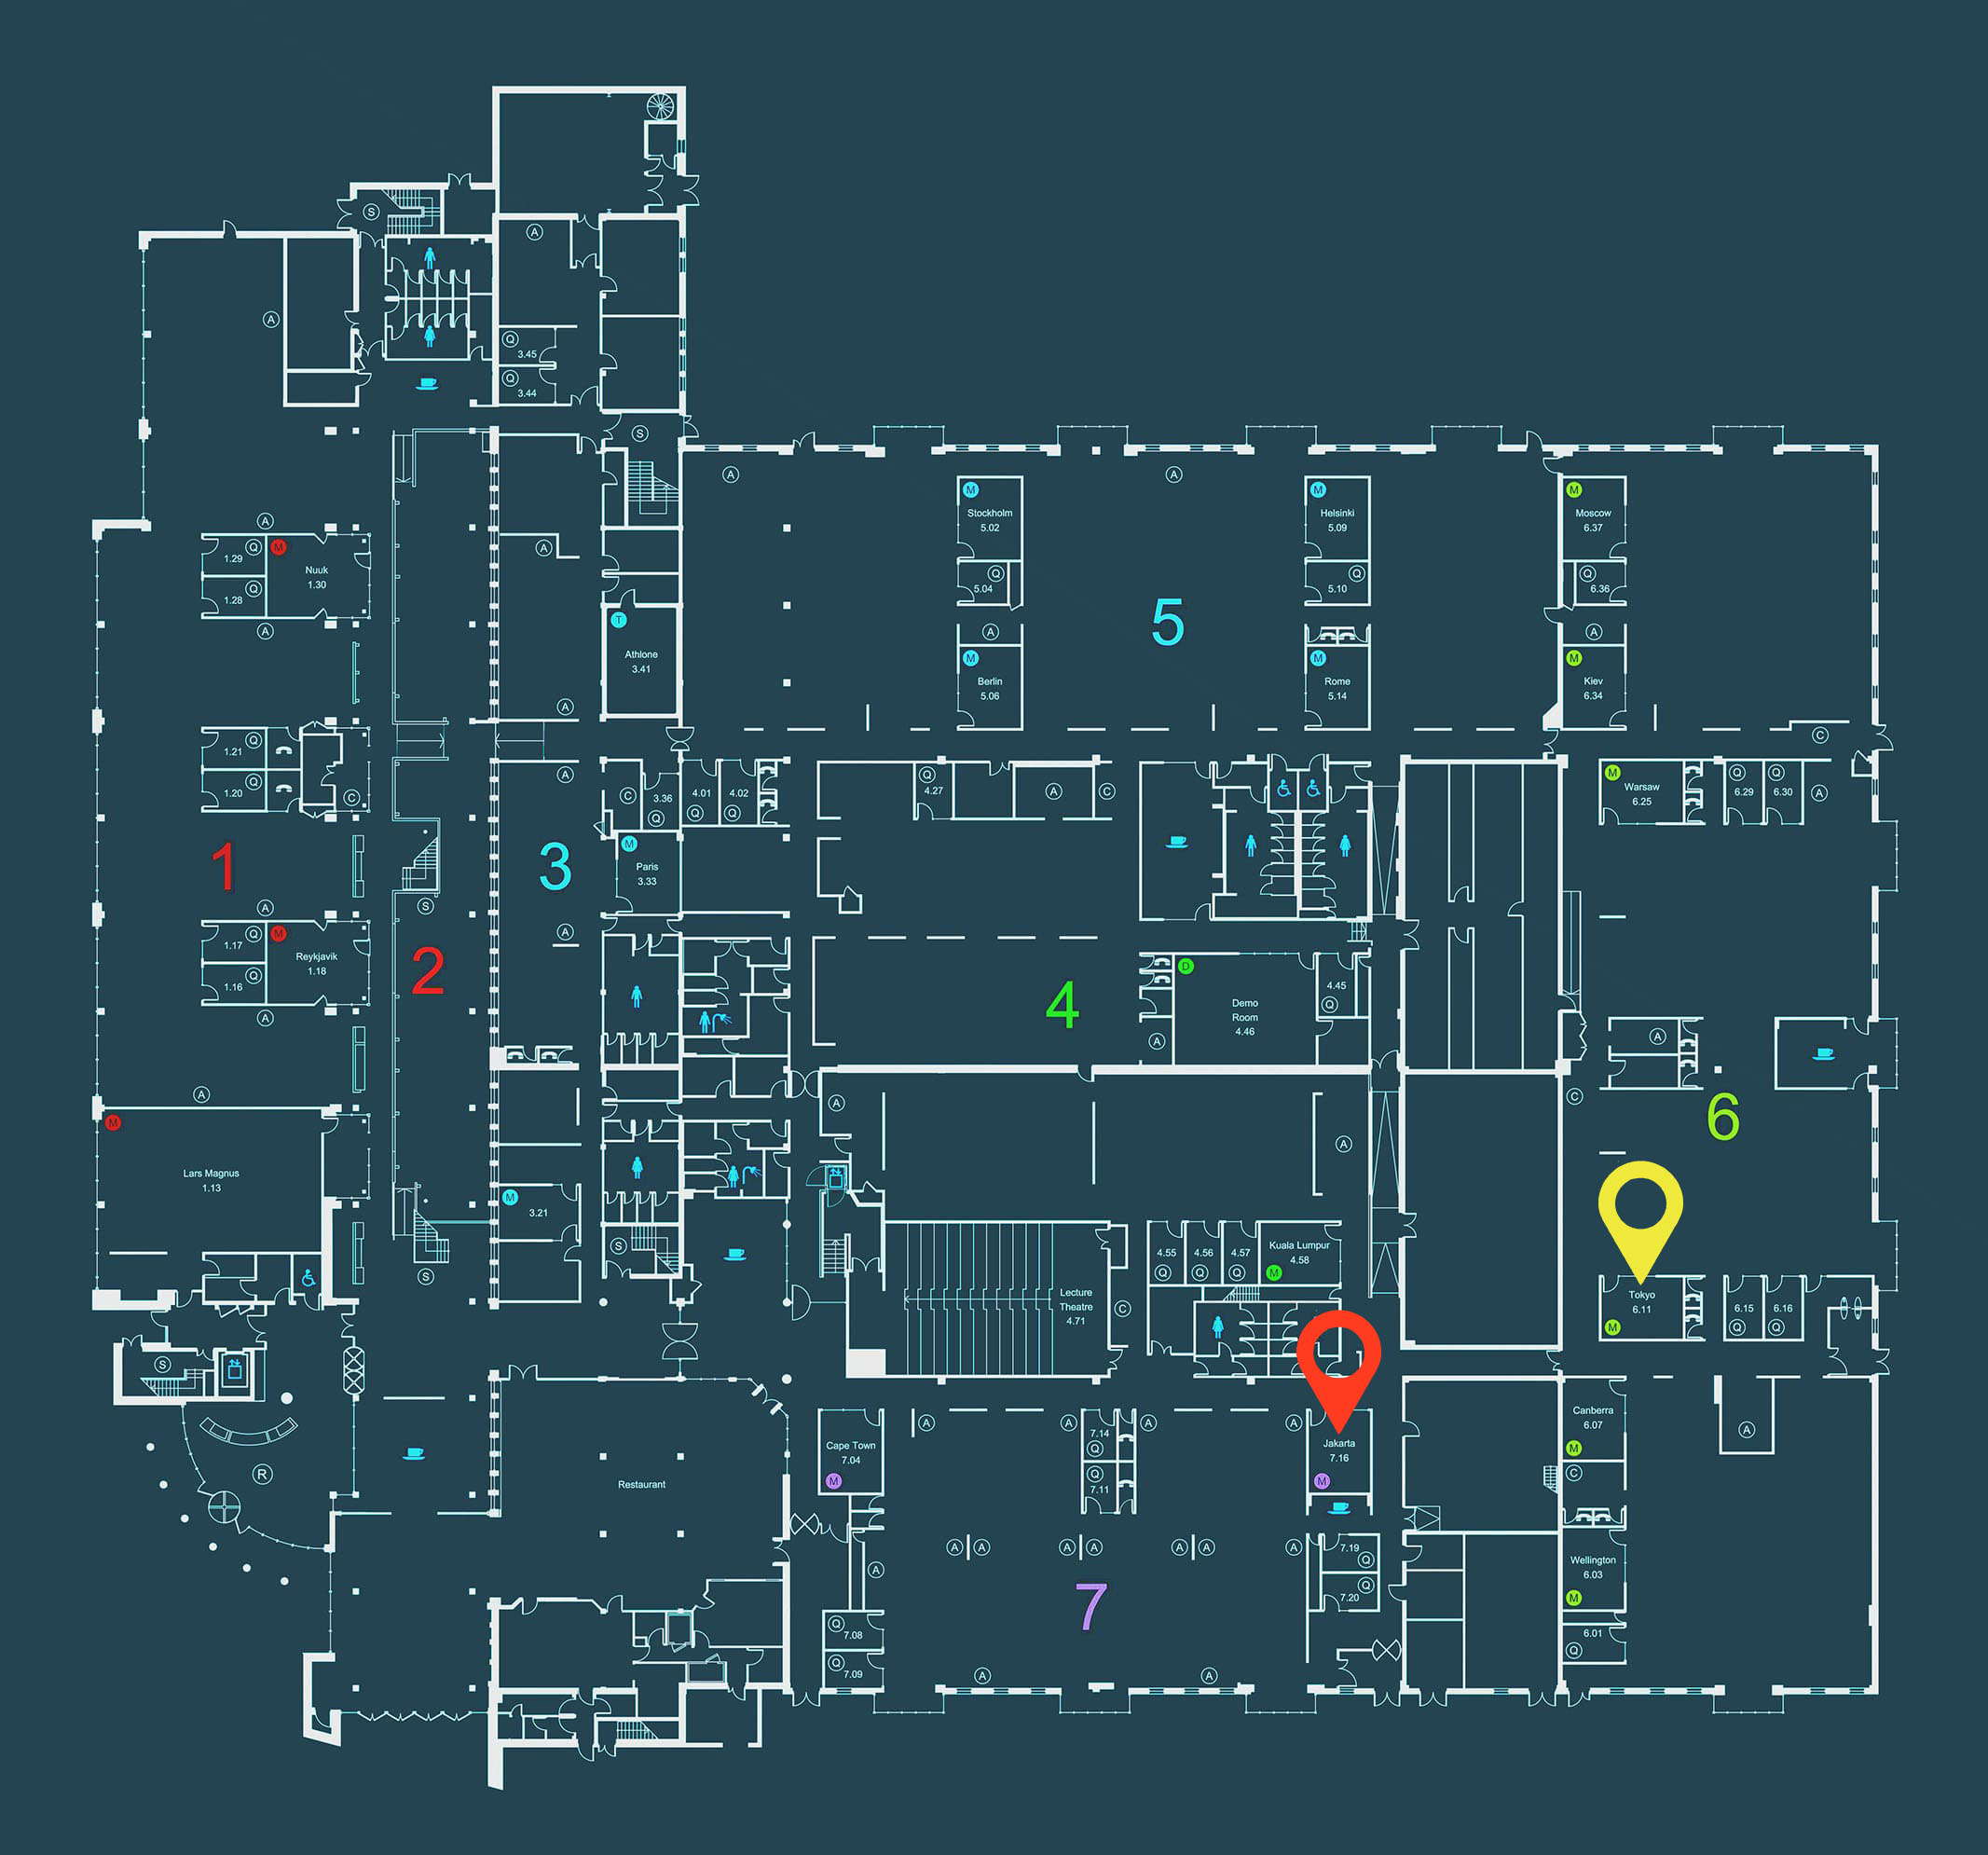 S
A
A
Q
3.45
Q
3.44
S
A
A
M
Stockholm
5.02
M
Helsinki
5.09
M
Moscow
6.37
A
1.29
Q
M
Nuuk
1.30
1.28
Q
A
A
Q
5.04
Q
5.10
Q
6.36
T
Athlone
3.41
5
A
A
M
Berlin
5.06
M
Rome
5.14
M
Kiev
6.34
A
C
1.21
Q
1.20
Q
C
A
C
3.36
Q
4.01
Q
4.02
Q
Q
4.27
A
C
M
Warsaw
6.25
Q
6.29
Q
6.30
A
1
3
M
Paris
3.33
A
S
A
1.17
Q
M
Reykjavik
1.18
1.16
Q
A
2
4
D
Demo
Room
4.46
4.45
Q
A
A
A
M
Lars Magnus
1.13
A
A
C
6
M
3.21
S
S
4.55
Q
4.56
Q
4.57
Q
Kuala Lumpur
4.58
M
Lecture
Theatre
4.71
C
Tokyo
6.11
M
6.15
Q
6.16
Q
S
R
Restaurant
Cape Town
7.04
M
A
A
7.14
Q
Q
7.11
A
A
Jakarta
7.16
M
Canberra
6.07
M
C
A
A
A
A
A
A
A
A
A
7.19
Q
Q
7.20
Wellington
6.03
M
7
Q
7.08
Q
7.09
A
A
6.01
Q